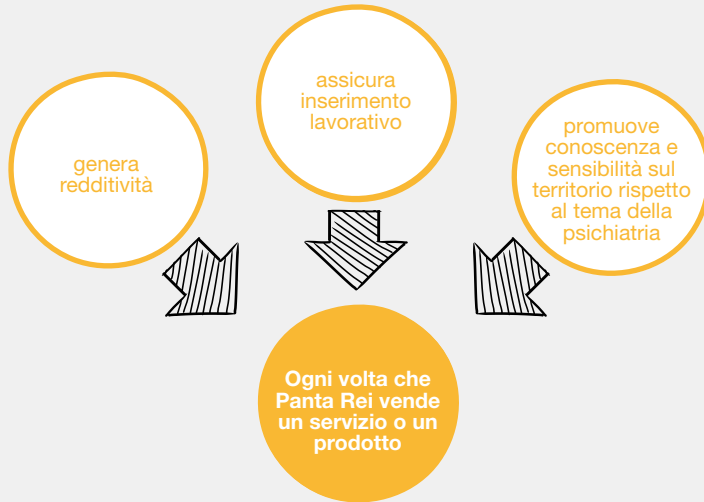 genera
redditività
assicura
inserimento
lavorativo
promuove
conoscenza e
sensibilità sul
territorio rispetto
al tema della
psichiatria
Ogni volta che
Panta Rei vende
un servizio o un
prodotto